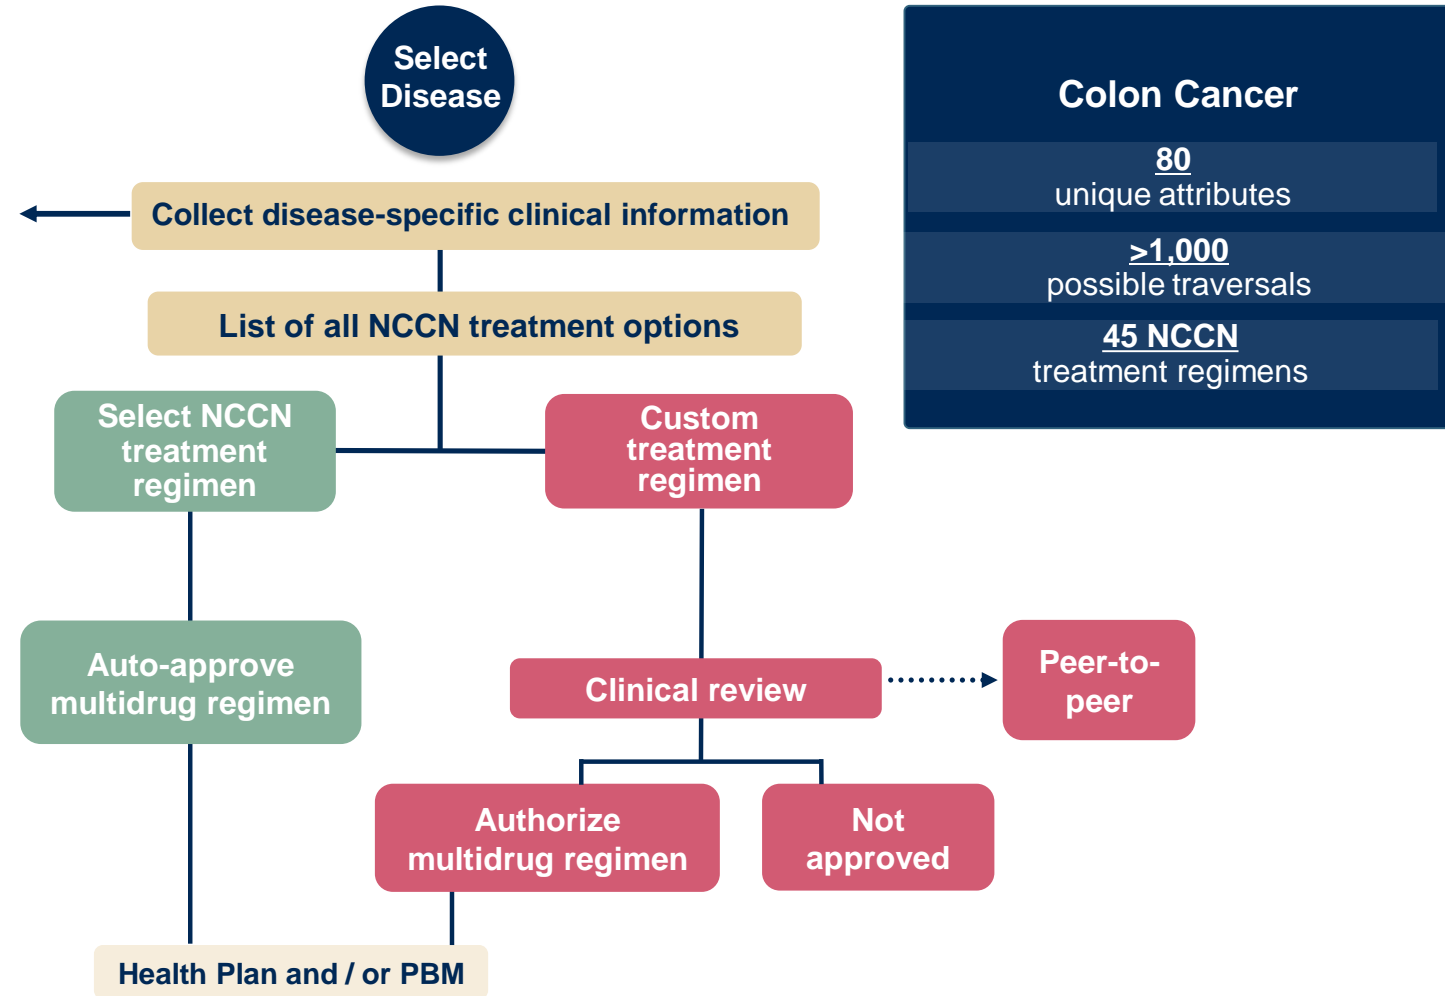 Select
Disease
Collect disease-specific clinical information
List of all NCCN treatment options
Select NCCN
treatment
regimen
Custom
treatment
regimen
Auto-approve
multidrug regimen
Clinical review
Peer-to-
peer
Authorize
multidrug regimen
Not
approved
Health Plan and / or PBM
Colon Cancer
80
unique attributes
>1,000
possible traversals
45 NCCN
treatment regimens